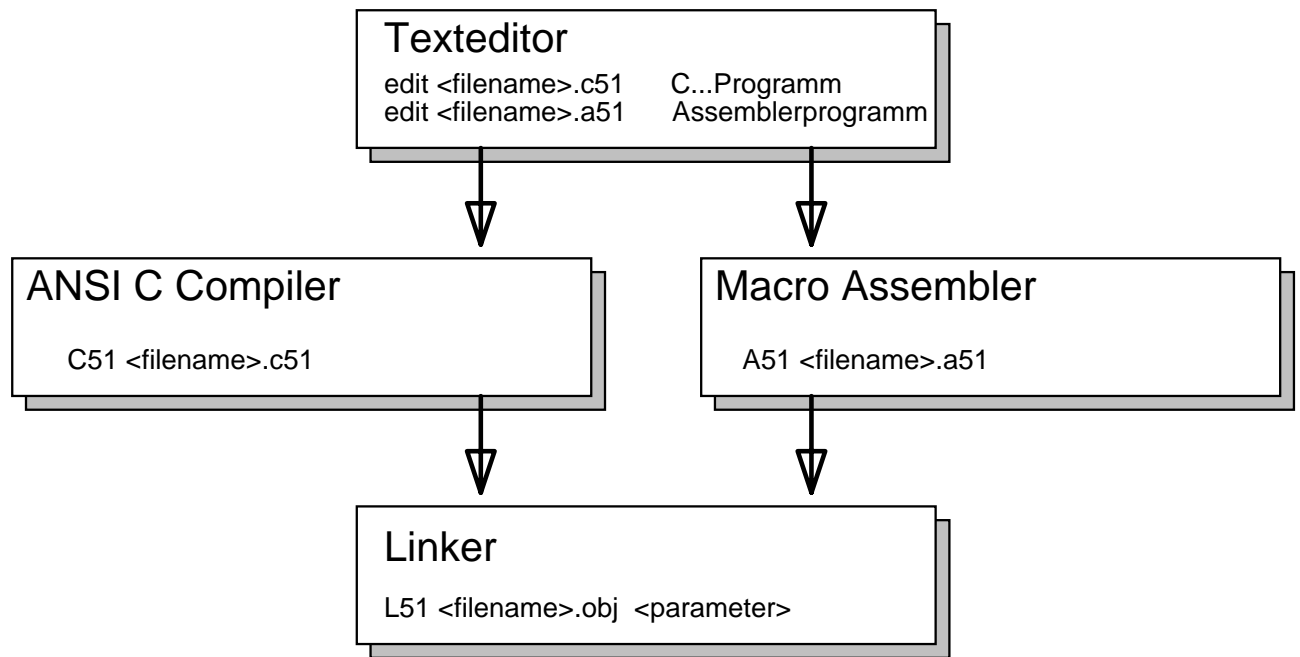 Texteditor
edit <filename>.c51 C...Programm
edit <filename>.a51 Assemblerprogramm
ANSI C Compiler
C51 <filename>.c51
Macro Assembler
A51 <filename>.a51
Linker
L51 <filename>.obj <parameter>